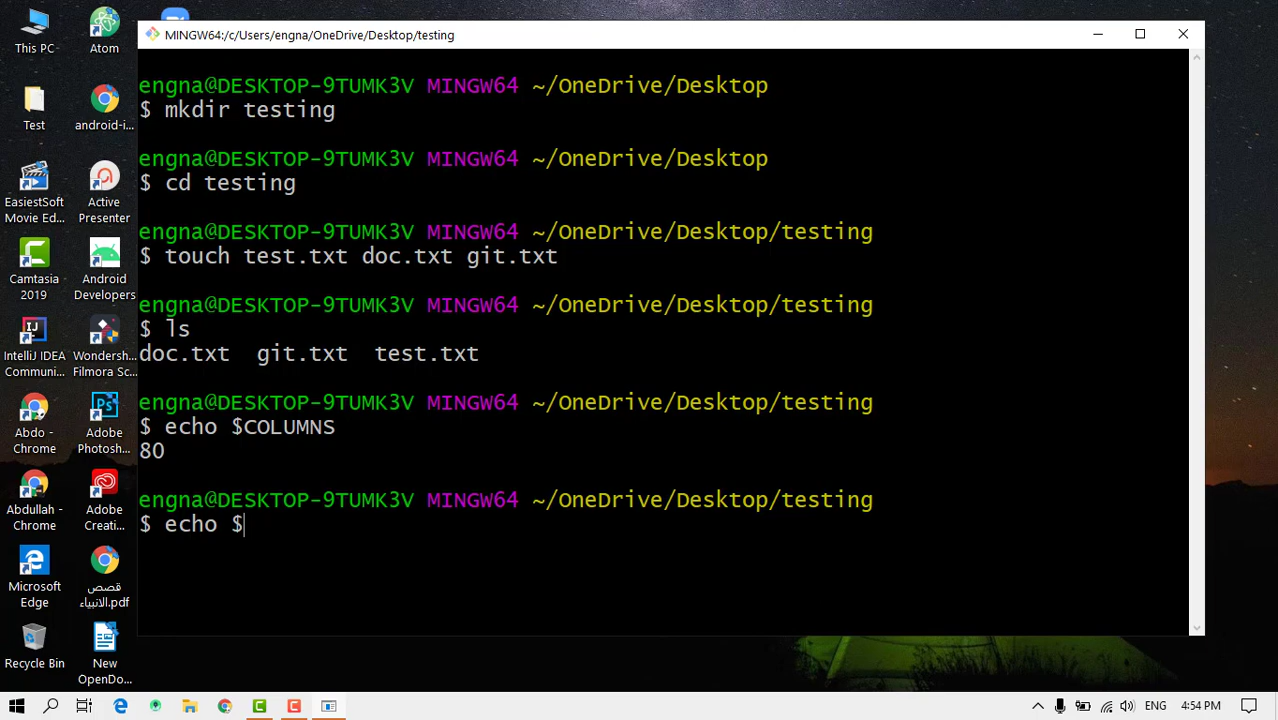 MINGW64:/c/Users/engna/OneDrive/Desktop/testing
engna@DESKTOP-9TUMK3V MINGW64 ~/OneDrive/Desktop
$ mkdir testing
engna@DESKTOP-9TUMK3V MINGW64 ~/OneDrive/Desktop
$ cd testing
engna@DESKTOP-9TUMK3V MINGW64 ~/OneDrive/Desktop/testing
$ touch test.txt doc.txt git.txt
engna@DESKTOP-9TUMK3V MINGW64 ~/OneDrive/Desktop/testing
$ ls
doc.txt  git.txt  test.txt
engna@DESKTOP-9TUMK3V MINGW64 ~/OneDrive/Desktop/testing
$ echo $COLUMNS
80
engna@DESKTOP-9TUMK3V MINGW64 ~/OneDrive/Desktop/testing
$ echo $
This PC
Atom
Test
android-i...
EasiestSoft
Movie Ed...
Active
Presenter
Camtasia
2019
Android
Developers
IntelliJ IDEA
Communi...
Wondersh...
Filmora Sc...
Abdo -
Chrome
Adobe
Photosh...
Abdullah -
Chrome
Adobe
Creati...
Microsoft
Edge
قصص
الانبياء.pdf
Recycle Bin
New
OpenDo...
ENG
4:54 PM